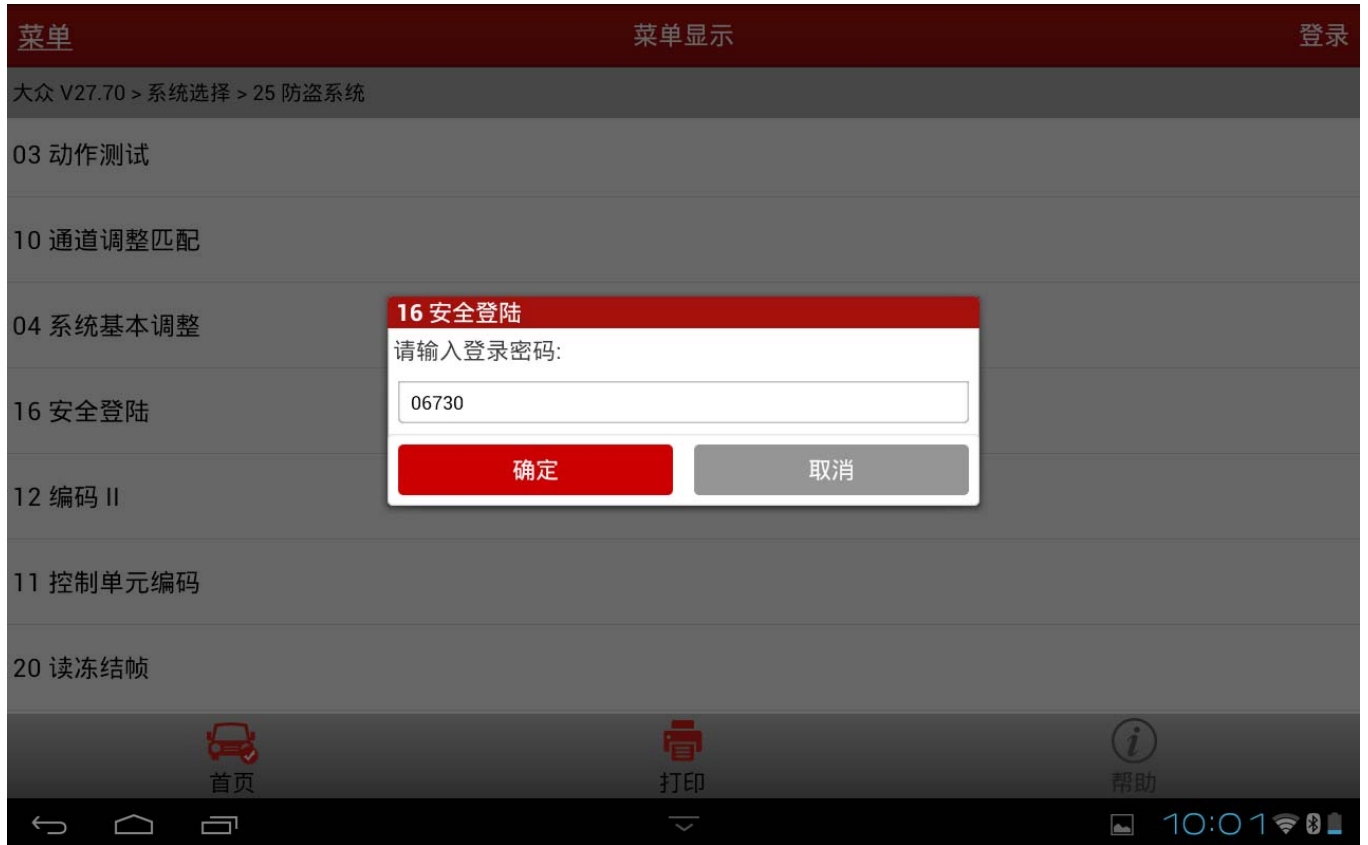 菜单 菜单显示 登录
大众 V27.70 > 系统选择 > 25 防盗系统
03 动作测试
10 通道调整匹配
04 系统基本调整
16 安全登陆
12 编码 II
11 控制单元编码
20 读冻结帧
16 安全登陆
请输入登录密码:
06730
确定 取消
首页 打印 帮助
10:01